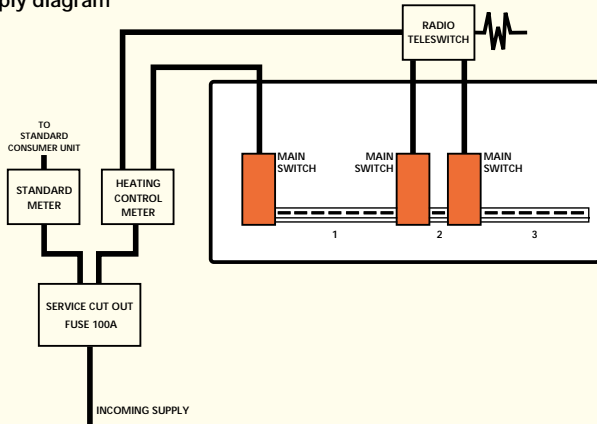 ply diagram
RADIO
TELESWITCH
TO
STANDARD
CONSUMER UNIT
STANDARD
METER
HEATING
CONTROL
METER
MAIN
SWITCH
MAIN
SWITCH
MAIN
SWITCH
1
2
3
SERVICE CUT OUT
FUSE 100A
INCOMING SUPPLY